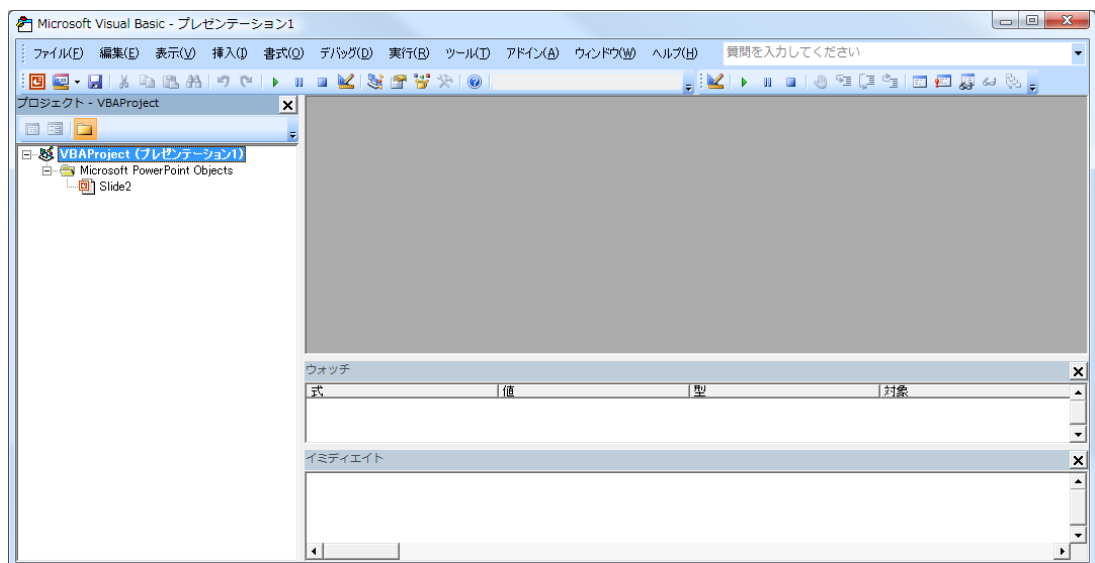 Microsoft Visual Basic - プレゼンテーション1
ファイル(F) 編集(E) 表示(V) 挿入(I) 書式(O) デバッグ(D) 実行(R) ツール(T) アドイン(A) ウィンドウ(W) ヘルプ(H) 質問を入力してください
プロジェクト - VBAProject
VBAProject (プレゼンテーション1)
Microsoft PowerPoint Objects
Slide2
ウォッチ
式 値 型 対象
イミディエイト